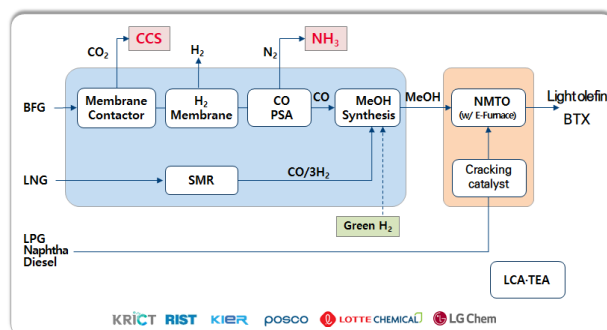 CCS
NH₃
CO₂
H₂
N₂
BFG
Membrane
Contactor
H₂
Membrane
CO
PSA
CO
MeOH
Synthesis
MeOH
NMTO
(w/ E-Furnace)
Light olefin
BTX
LNG
SMR
CO/3H₂
Cracking
catalyst
Green H₂
LPG
Naphtha
Diesel
LCA·TEA
KRICT RIST KIER posco LOTTE CHEMICAL LG Chem